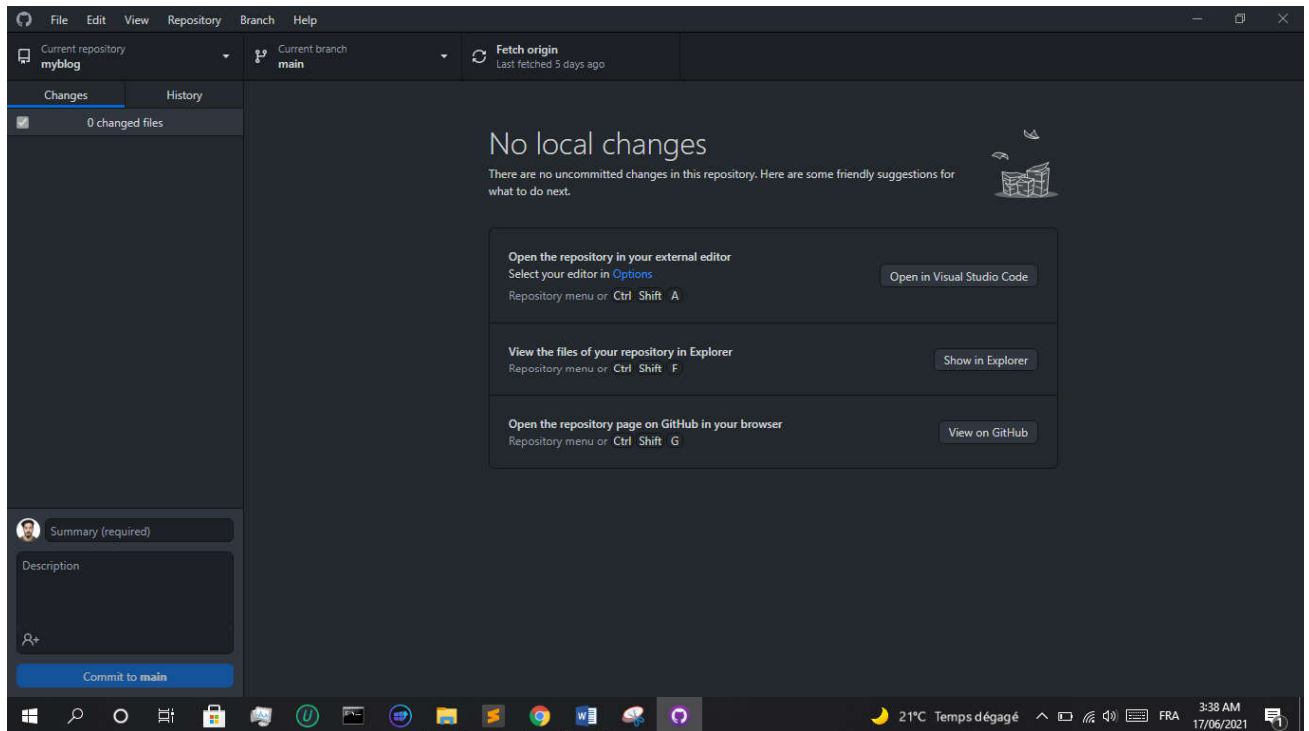 File Edit View Repository Branch Help
Current repository
myblog
Current branch
main
Fetch origin
Last fetched 5 days ago
Changes History
0 changed files
No local changes
There are no uncommitted changes in this repository. Here are some friendly suggestions for
what to do next.
Open the repository in your external editor
Select your editor in Options
Repository menu or Ctrl Shift A
Open in Visual Studio Code
View the files of your repository in Explorer
Repository menu or Ctrl Shift F
Show in Explorer
Open the repository page on GitHub in your browser
Repository menu or Ctrl Shift G
View on GitHub
Summary (required)
Description
Commit to main
21°C Temps dégagé
FRA
3:38 AM
17/06/2021
1